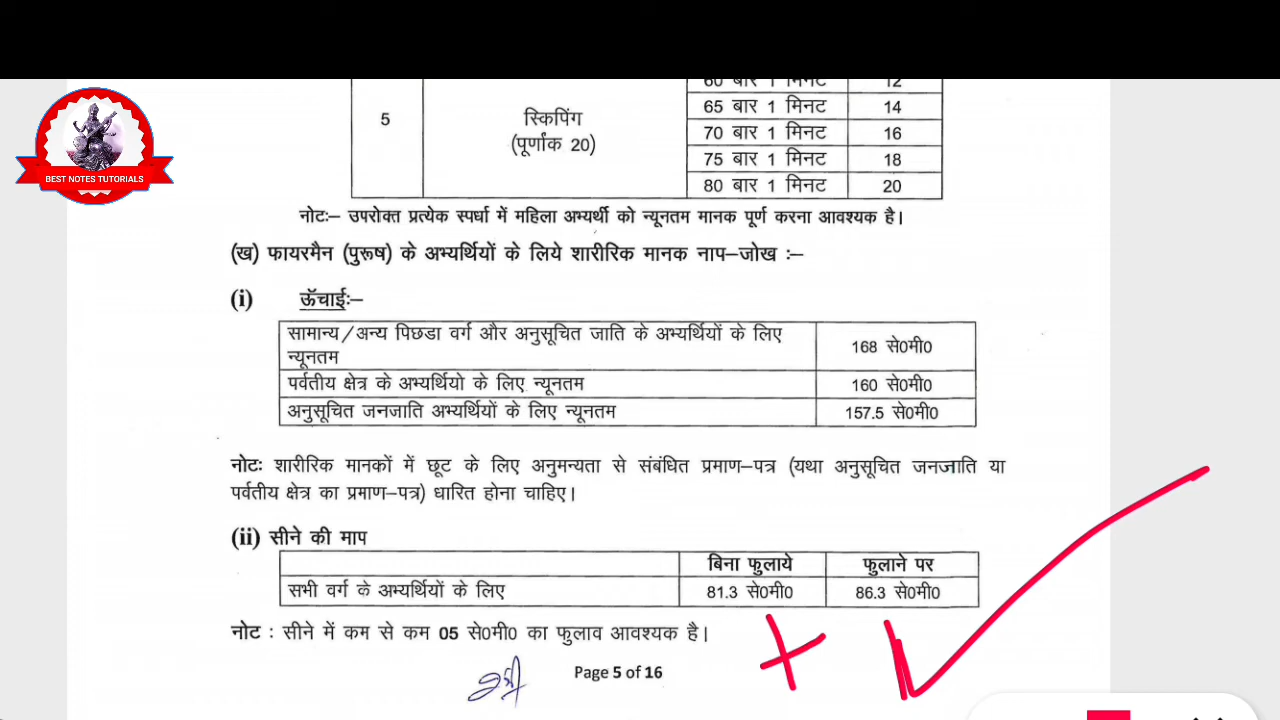 60 बार 1 मिनट 12
65 बार 1 मिनट 14
5 स्किपिंग 70 बार 1 मिनट 16
(पूर्णांक 20) 75 बार 1 मिनट 18
80 बार 1 मिनट 20
BEST NOTES TUTORIALS
नोटः– उपरोक्त प्रत्येक स्पर्धा में महिला अभ्यर्थी को न्यूनतम मानक पूर्ण करना आवश्यक है।
(ख) फायरमैन (पुरूष) के अभ्यर्थियों के लिये शारीरिक मानक नाप–जोख :–
(i) ऊँचाईः–
सामान्य/अन्य पिछडा वर्ग और अनुसूचित जाति के अभ्यर्थियों के लिए
न्यूनतम 168 से0मी0
पर्वतीय क्षेत्र के अभ्यर्थियो के लिए न्यूनतम 160 से0मी0
अनुसूचित जनजाति अभ्यर्थियों के लिए न्यूनतम 157.5 से0मी0
नोटः शारीरिक मानकों में छूट के लिए अनुमन्यता से संबंधित प्रमाण–पत्र (यथा अनुसूचित जनजाति या
पर्वतीय क्षेत्र का प्रमाण–पत्र) धारित होना चाहिए।
(ii) सीने की माप
बिना फुलाये फुलाने पर
सभी वर्ग के अभ्यर्थियों के लिए 81.3 से0मी0 86.3 से0मी0
नोट : सीने में कम से कम 05 से0मी0 का फुलाव आवश्यक है।
Page 5 of 16